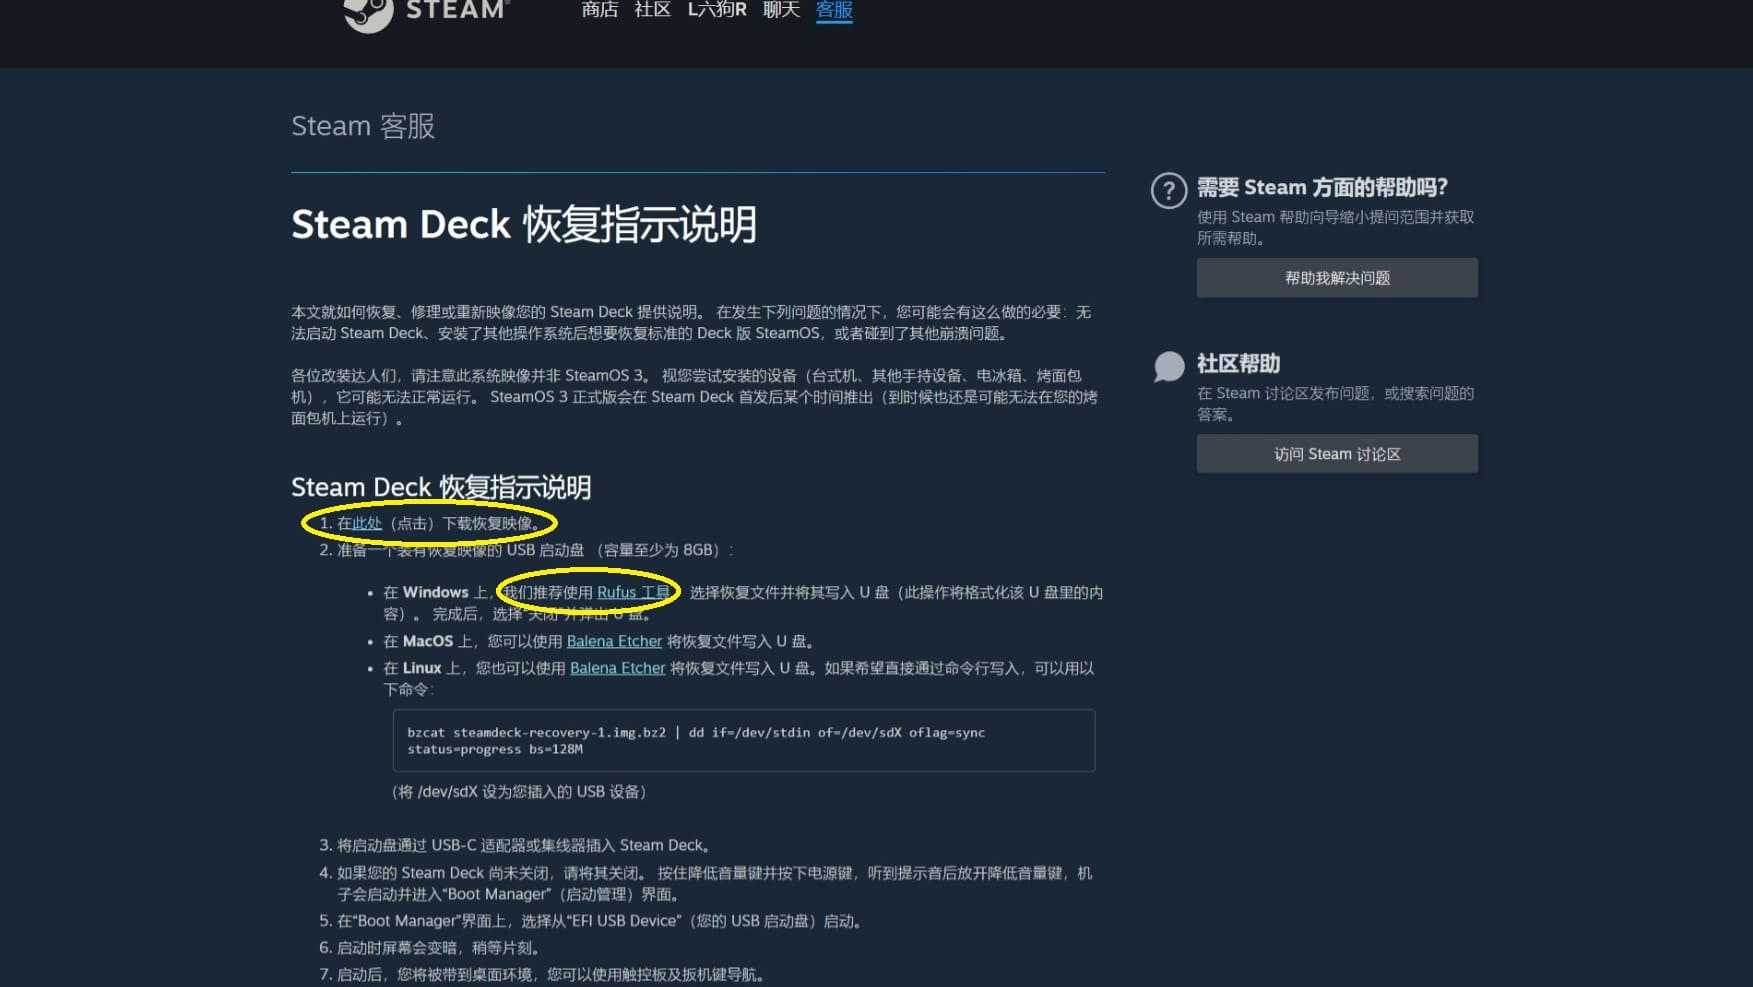 STEAM
商店 社区 L六狗R 聊天 客服
Steam 客服
Steam Deck 恢复指示说明
本文就如何恢复、修理或重新映像您的 Steam Deck 提供说明。 在发生下列问题的情况下，您可能会有这么做的必要：无
法启动 Steam Deck、安装了其他操作系统后想要恢复标准的 Deck 版 SteamOS，或者碰到了其他崩溃问题。
各位改装达人们，请注意此系统映像并非 SteamOS 3。 视您尝试安装的设备（台式机、其他手持设备、电冰箱、烤面包
机），它可能无法正常运行。 SteamOS 3 正式版会在 Steam Deck 首发后某个时间推出（到时候也还是可能无法在您的烤
面包机上运行）。
Steam Deck 恢复指示说明
1. 在此处（点击）下载恢复映像。
2. 准备一个装有恢复映像的 USB 启动盘 （容量至少为 8GB）：
• 在 Windows 上，我们推荐使用 Rufus 工具 选择恢复文件并将其写入 U 盘（此操作将格式化该 U 盘里的内
容）。 完成后，选择“关闭”并弹出 U 盘。
• 在 MacOS 上，您可以使用 Balena Etcher 将恢复文件写入 U 盘。
• 在 Linux 上，您也可以使用 Balena Etcher 将恢复文件写入 U 盘。如果希望直接通过命令行写入，可以用以
下命令：
bzcat steamdeck-recovery-1.img.bz2 | dd if=/dev/stdin of=/dev/sdX oflag=sync
status=progress bs=128M
（将 /dev/sdX 设为您插入的 USB 设备）
3. 将启动盘通过 USB-C 适配器或集线器插入 Steam Deck。
4. 如果您的 Steam Deck 尚未关闭，请将其关闭。 按住降低音量键并按下电源键，听到提示音后放开降低音量键，机
子会启动并进入“Boot Manager”（启动管理）界面。
5. 在“Boot Manager”界面上，选择从“EFI USB Device”（您的 USB 启动盘）启动。
6. 启动时屏幕会变暗，稍等片刻。
7. 启动后，您将被带到桌面环境，您可以使用触控板及扳机键导航。
需要 Steam 方面的帮助吗？
使用 Steam 帮助向导缩小提问范围并获取
所需帮助。
帮助我解决问题
社区帮助
在 Steam 讨论区发布问题，或搜索问题的
答案。
访问 Steam 讨论区